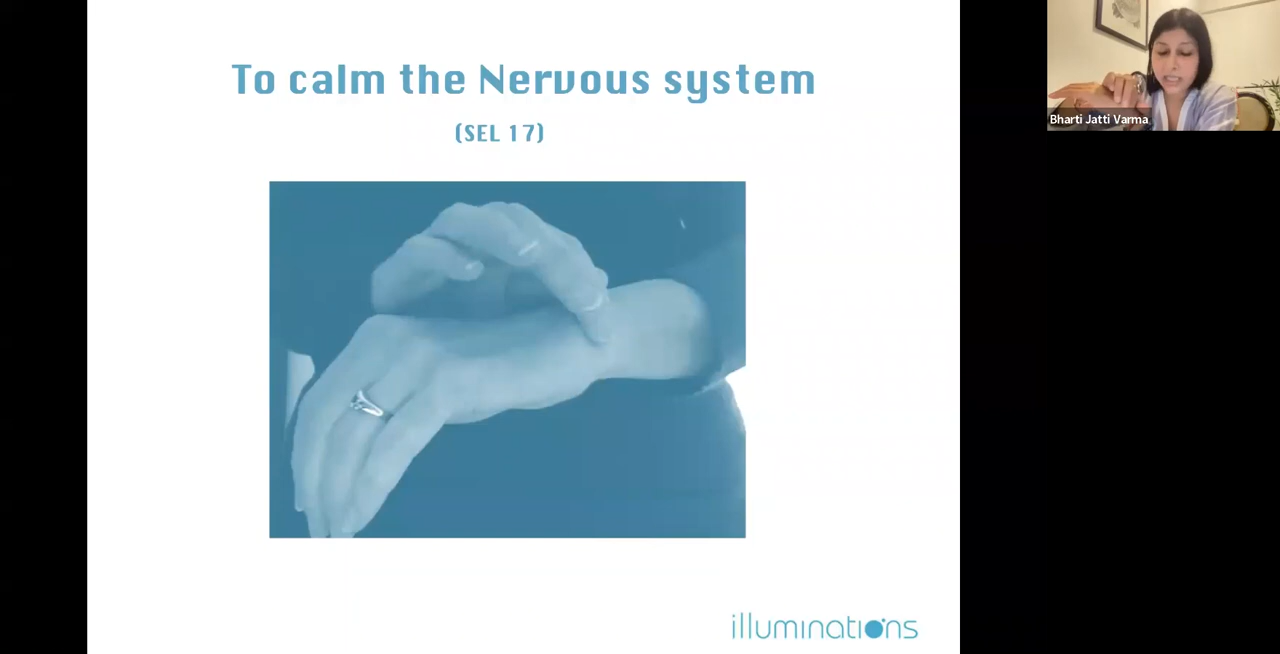 To calm the Nervous system
(SEL 17)
Bharti Jatti Varma
illuminations